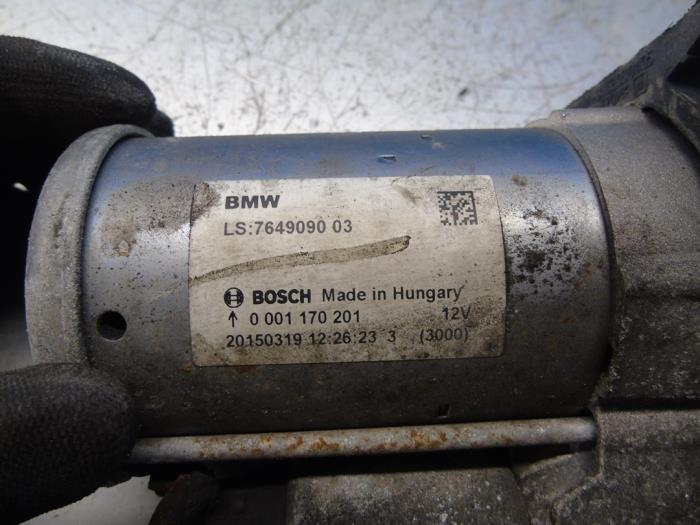 BMW
LS:7649090 03
BOSCH Made in Hungary
↑ 0 001 170 201 12V
20150319 12:26:23 3 (3000)